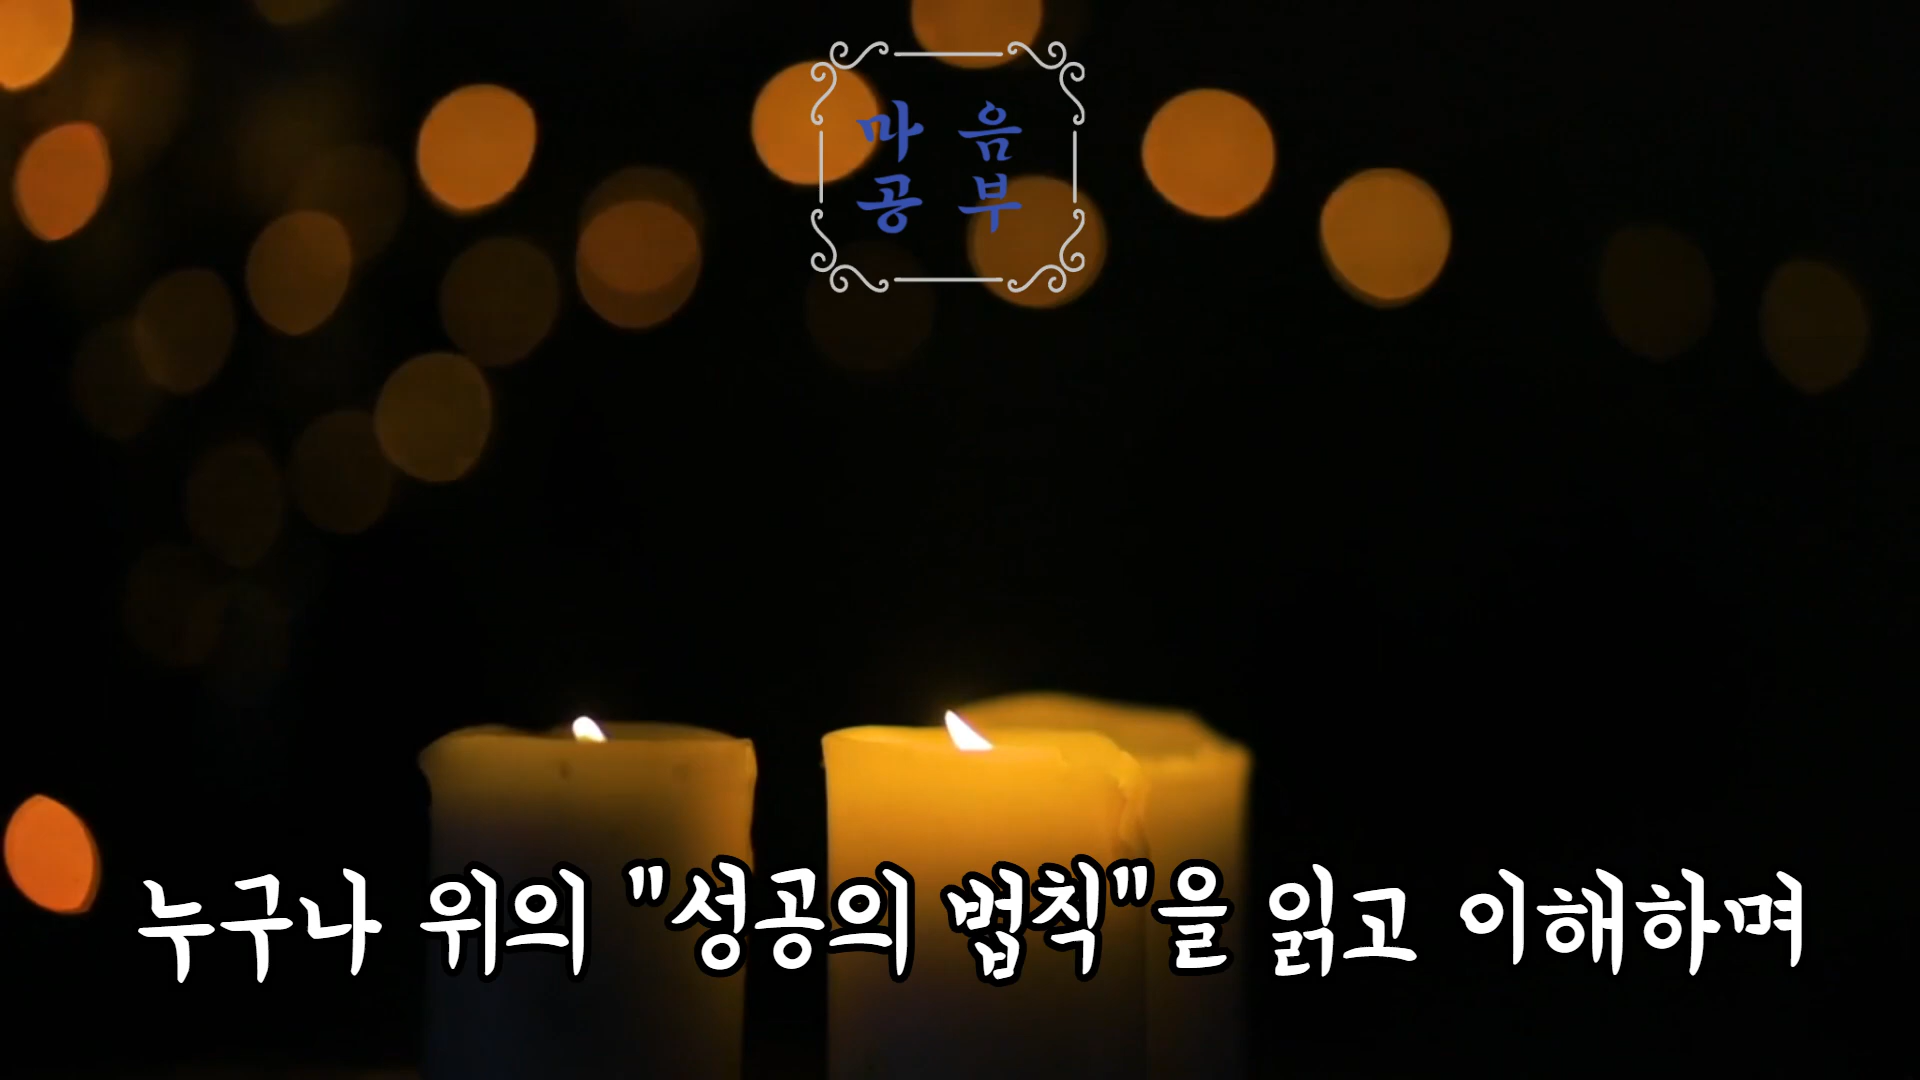 마 음
공 부
누구나 위의 "성공의 법칙"을 읽고 이해하며